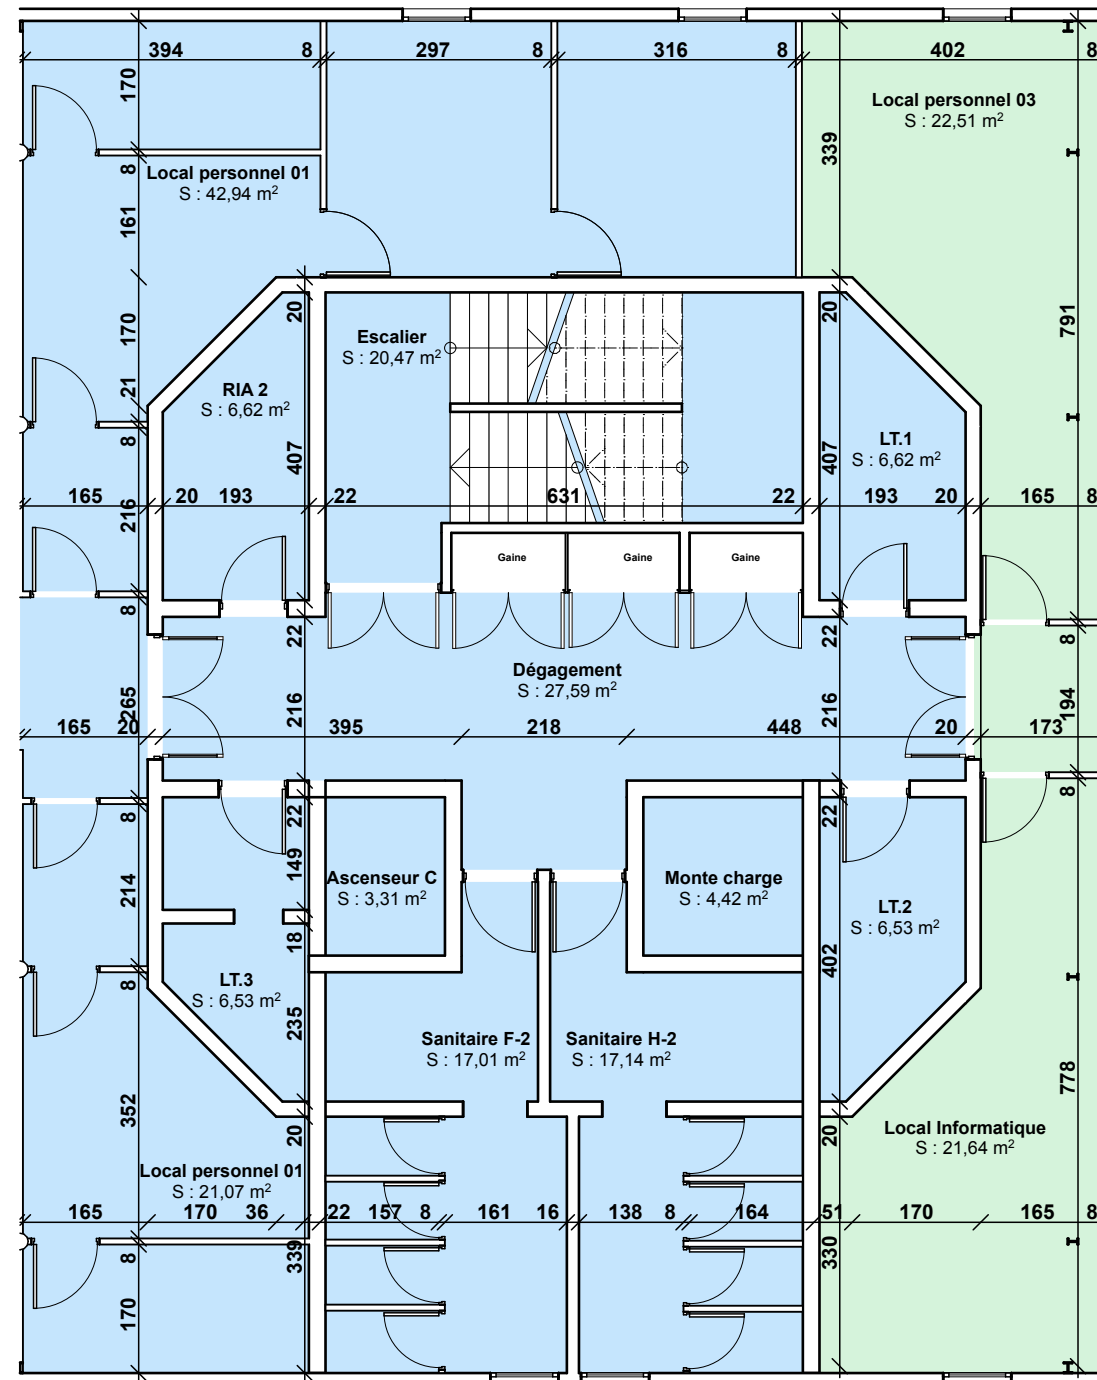 394 8 297 8 316 8 402 8
170
Local personnel 03
S : 22,51 m²
339
8
Local personnel 01
S : 42,94 m²
161
20
20
170
791
Escalier
S : 20,47 m²
21
RIA 2
S : 6,62 m²
8
407
407
LT.1
S : 6,62 m²
165 20 193 22 631 22 193 20 165 8
216
Gaine Gaine Gaine
8
22
22
8
Dégagement
S : 27,59 m²
265
216
216
194
165 20 395 218 448 20 173
8
22
22
8
149
214
Ascenseur C
S : 3,31 m²
Monte charge
S : 4,42 m²
LT.2
S : 6,53 m²
18
402
8
LT.3
S : 6,53 m²
235
Sanitaire F-2
S : 17,01 m²
Sanitaire H-2
S : 17,14 m²
778
352
20
20
Local Informatique
S : 21,64 m²
Local personnel 01
S : 21,07 m²
165 170 36 22 157 8 161 16 138 8 164 51 170 165 8
8
339
330
170